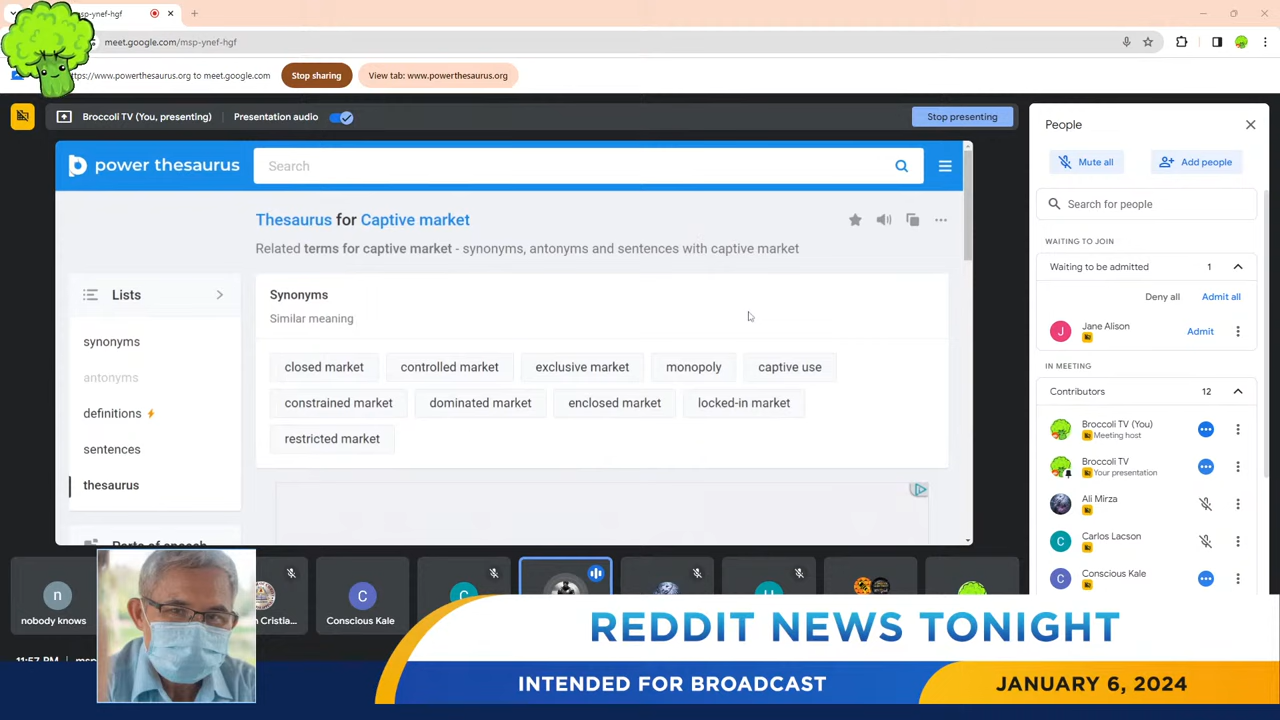 msp-ynef-hgf
meet.google.com/msp-ynef-hgf
https://www.powerthesaurus.org to meet.google.com
Stop sharing
View tab: www.powerthesaurus.org
Broccoli TV (You, presenting)
Presentation audio
Stop presenting
power thesaurus
Search
Thesaurus for Captive market
Related terms for captive market - synonyms, antonyms and sentences with captive market
Lists
synonyms
antonyms
definitions
sentences
thesaurus
Parts of speech
Synonyms
Similar meaning
closed market
controlled market
exclusive market
monopoly
captive use
constrained market
dominated market
enclosed market
locked-in market
restricted market
People
Mute all
Add people
Search for people
WAITING TO JOIN
Waiting to be admitted 1
Deny all
Admit all
J
Jane Alison
Admit
IN MEETING
Contributors 12
Broccoli TV (You)
Meeting host
Broccoli TV
Your presentation
Ali Mirza
C
Carlos Lacson
C
Conscious Kale
n
nobody knows
Cristia...
C
Conscious Kale
11:57 PM
REDDIT NEWS TONIGHT
INTENDED FOR BROADCAST
JANUARY 6, 2024